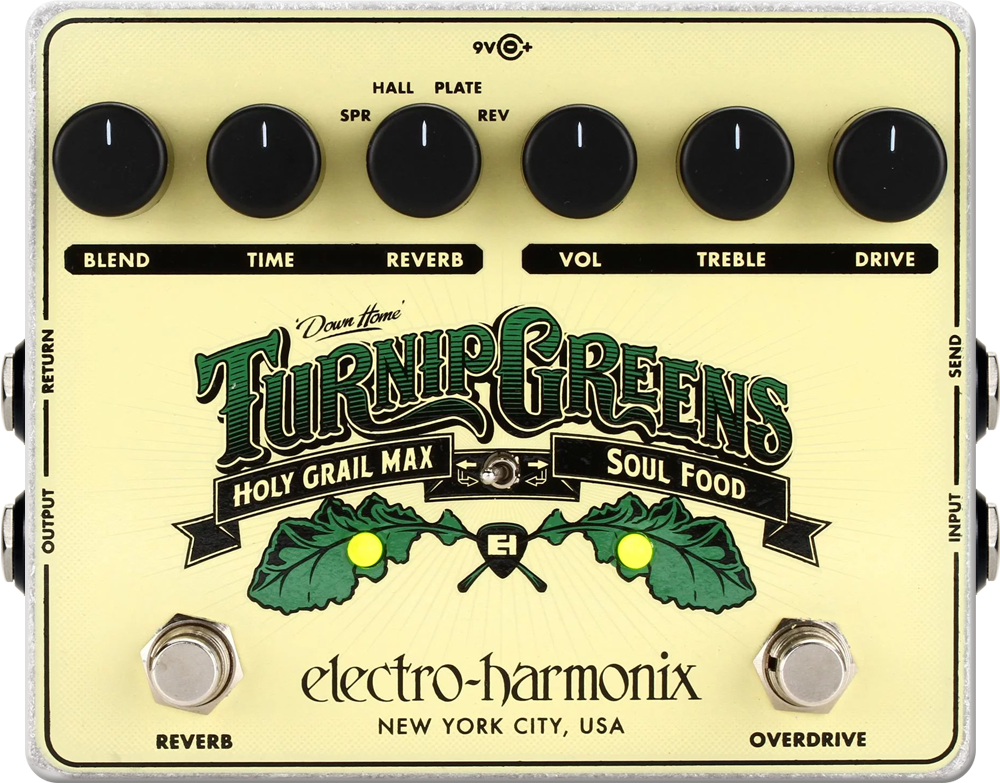 9V +
HALL PLATE
SPR REV
BLEND TIME REVERB VOL TREBLE DRIVE
RETURN
SEND
'Down Home'
TURNIP GREENS
HOLY GRAIL MAX
SOUL FOOD
OUTPUT
INPUT
EH
electro-harmonix
NEW YORK CITY, USA
REVERB
OVERDRIVE